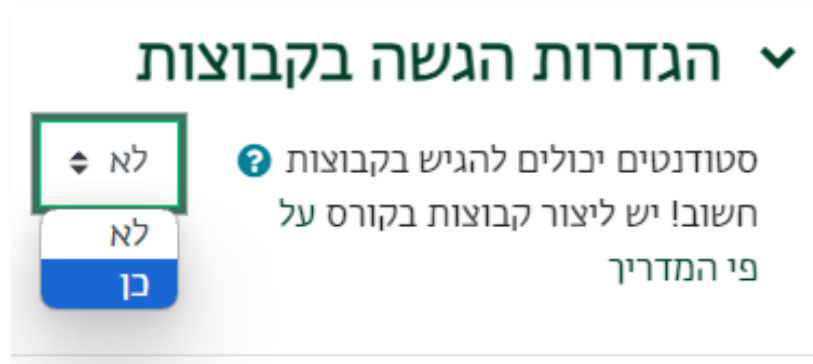 הגדרות הגשה בקבוצות
סטודנטים יכולים להגיש בקבוצות ? לא
חשוב! יש ליצור קבוצות בקורס על
פי המדריך
לא
כן